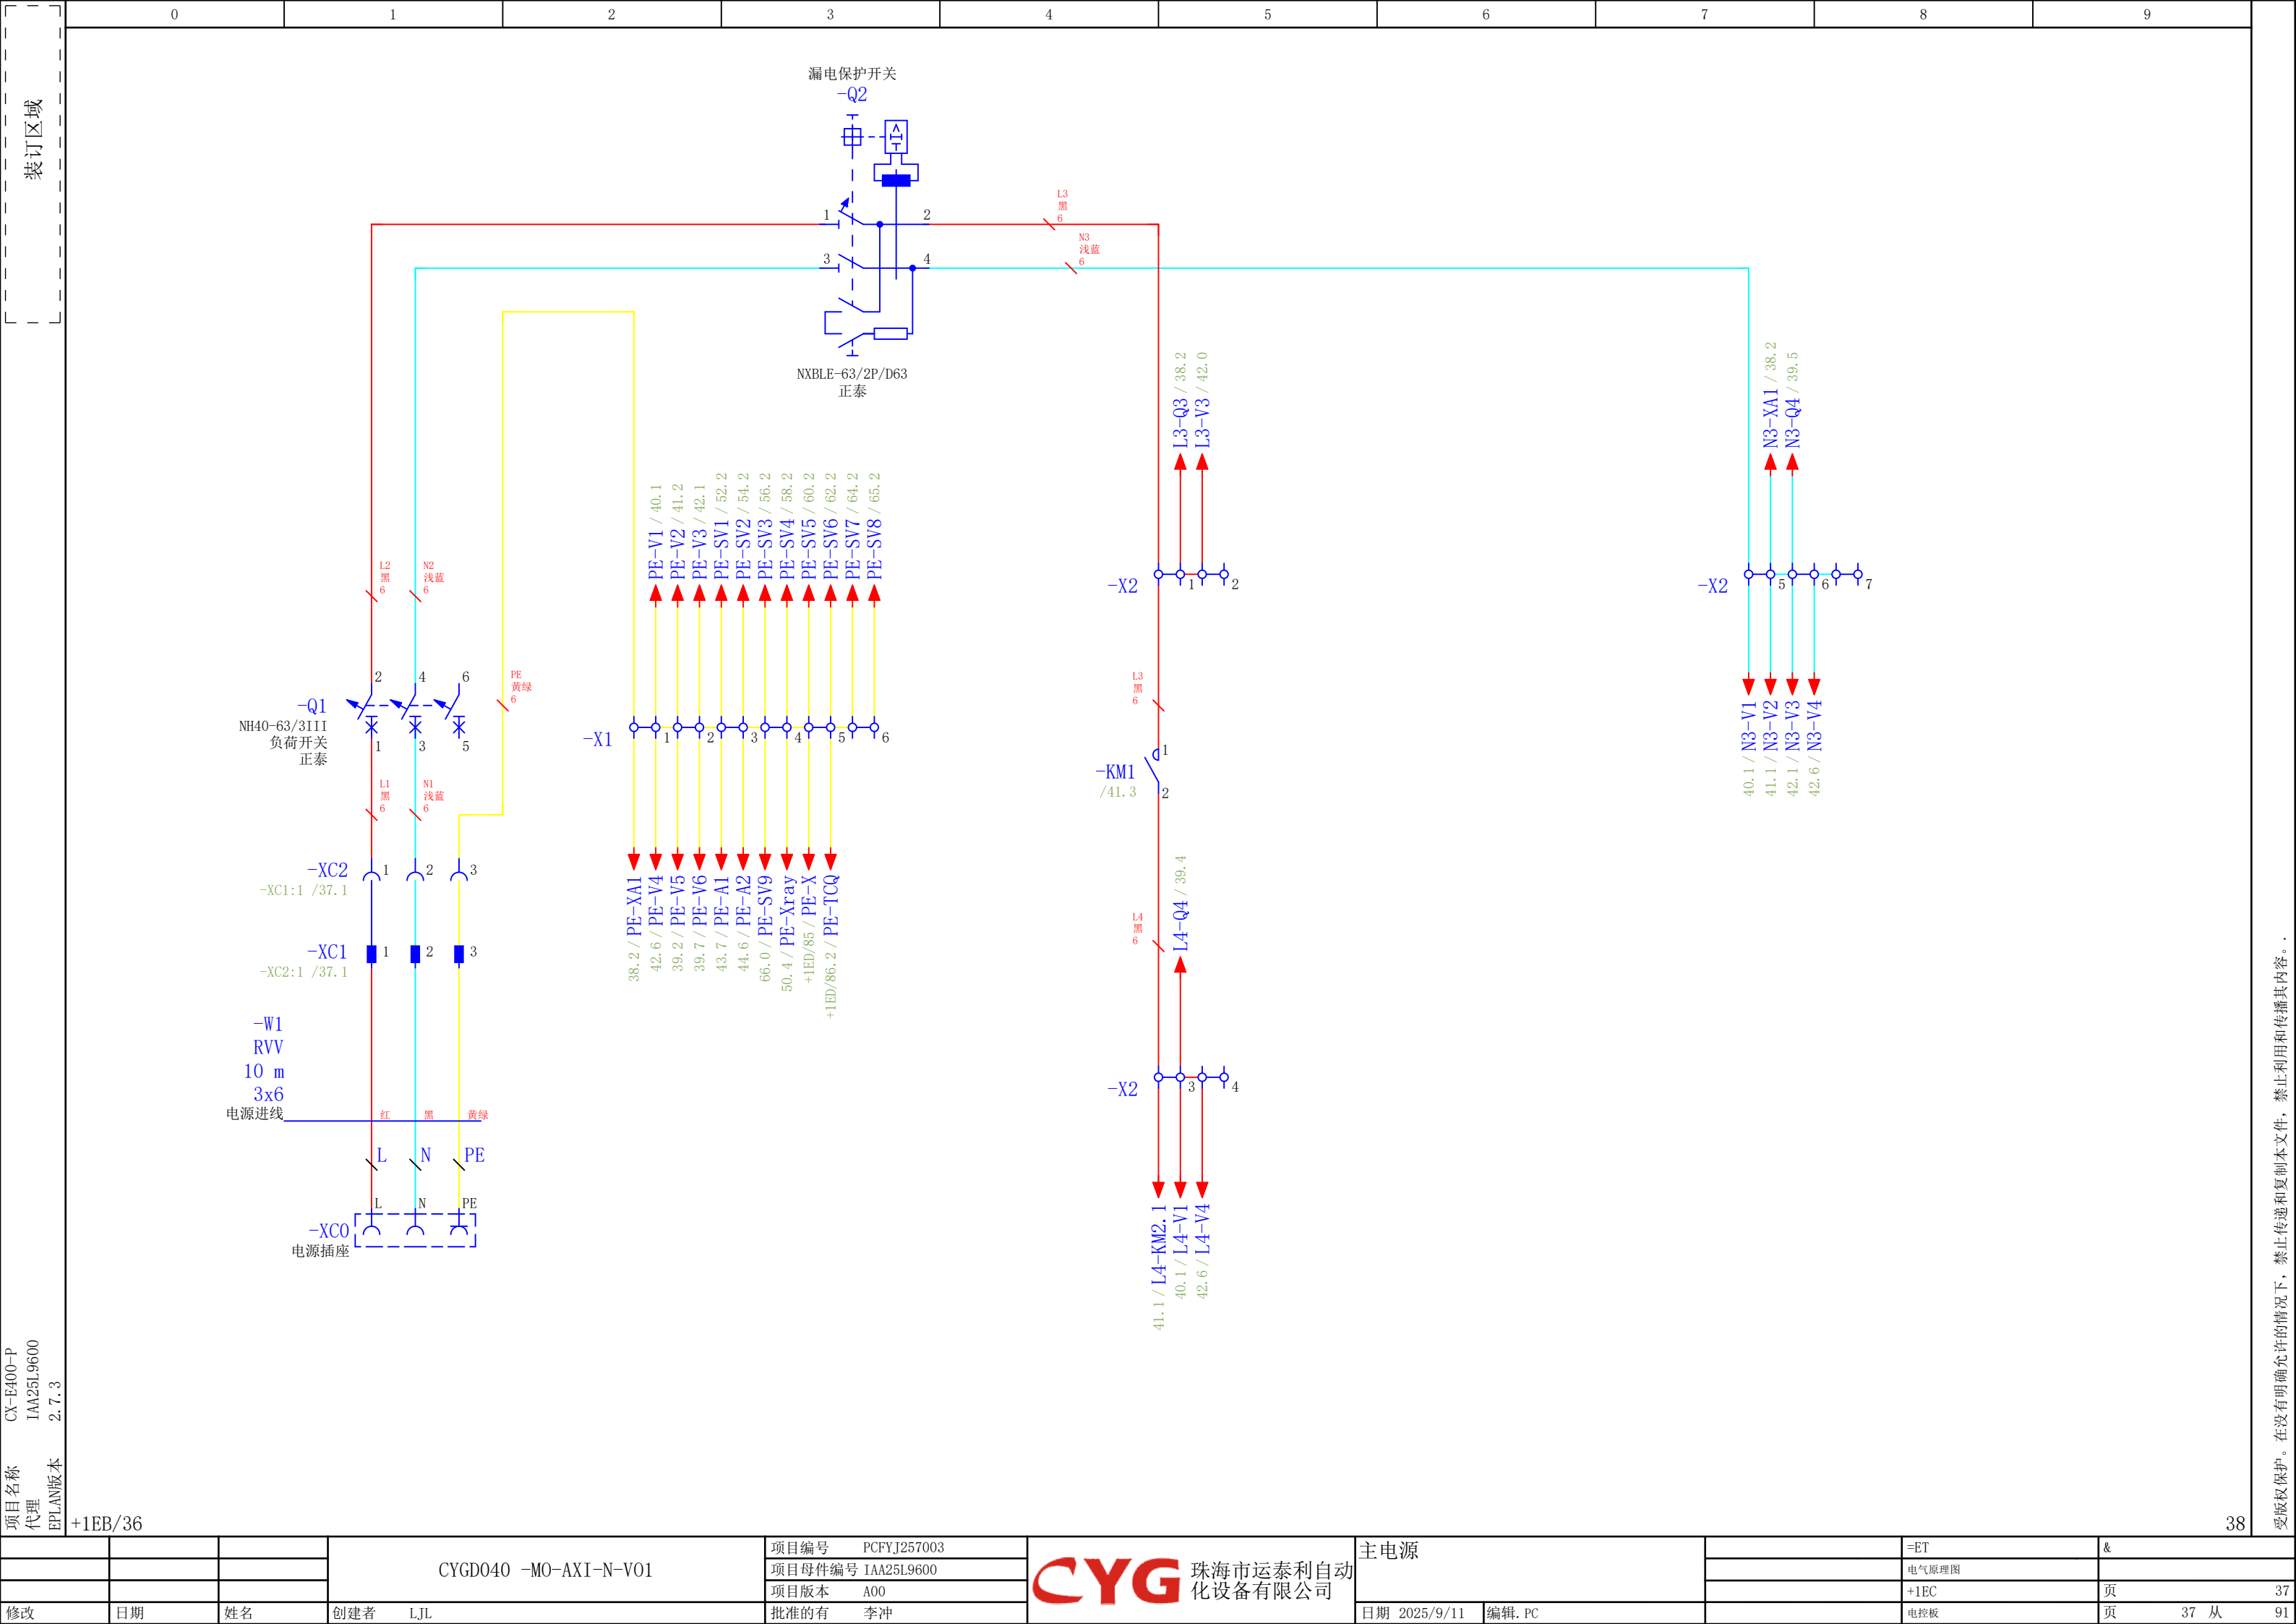 0 1 2 3 4 5 6 7 8 9
装订区域
漏电保护开关
-Q2
1 2
3 4
NXBLE-63/2P/D63
正泰
L3
黑
6
N3
浅蓝
6
L3-Q3 / 38.2
L3-V3 / 42.0
N3-XA1 / 38.2
N3-Q4 / 39.5
PE-V1 / 40.1
PE-V2 / 41.2
PE-V3 / 42.1
PE-SV1 / 52.2
PE-SV2 / 54.2
PE-SV3 / 56.2
PE-SV4 / 58.2
PE-SV5 / 60.2
PE-SV6 / 62.2
PE-SV7 / 64.2
PE-SV8 / 65.2
L2
黑
6
N2
浅蓝
6
PE
黄绿
6
2 4 6
-Q1
NH40-63/3III
负荷开关
正泰
1 3 5
L1
黑
6
N1
浅蓝
6
-X1
1 2 3 4 5 6
-X2
1 2
-X2
5 6 7
L3
黑
6
-KM1
/41.3
1
2
40.1 / N3-V1
41.1 / N3-V2
42.1 / N3-V3
42.6 / N3-V4
-XC2
-XC1:1 /37.1
1 2 3
-XC1
-XC2:1 /37.1
1 2 3
38.2 / PE-XA1
42.6 / PE-V4
39.2 / PE-V5
39.7 / PE-V6
43.7 / PE-A1
44.6 / PE-A2
66.0 / PE-SV9
50.4 / PE-Xray
+1ED/85 / PE-X
+1ED/86.2 / PE-TCQ
L4
黑
6
L4-Q4 / 39.4
-W1
RVV
10 m
3x6
电源进线
红 黑 黄绿
L N PE
L N PE
-XC0
电源插座
-X2
3 4
41.1 / L4-KM2.1
40.1 / L4-V1
42.6 / L4-V4
项目名称 CX-E400-P
代理 IAA25L9600
EPLAN版本 2.7.3
受版权保护。在没有明确允许的情况下，禁止传递和复制本文件，禁止利用和传播其内容。.
+1EB/36
38
修改 日期 姓名
创建者 LJL
CYGD040 -MO-AXI-N-V01
项目编号 PCFYJ257003
项目母件编号 IAA25L9600
项目版本 A00
批准的有 李冲
CYG
珠海市运泰利自动
化设备有限公司
主电源
日期 2025/9/11 编辑.PC
=ET
电气原理图
+1EC
电控板
&
页 37
页 37 从 91